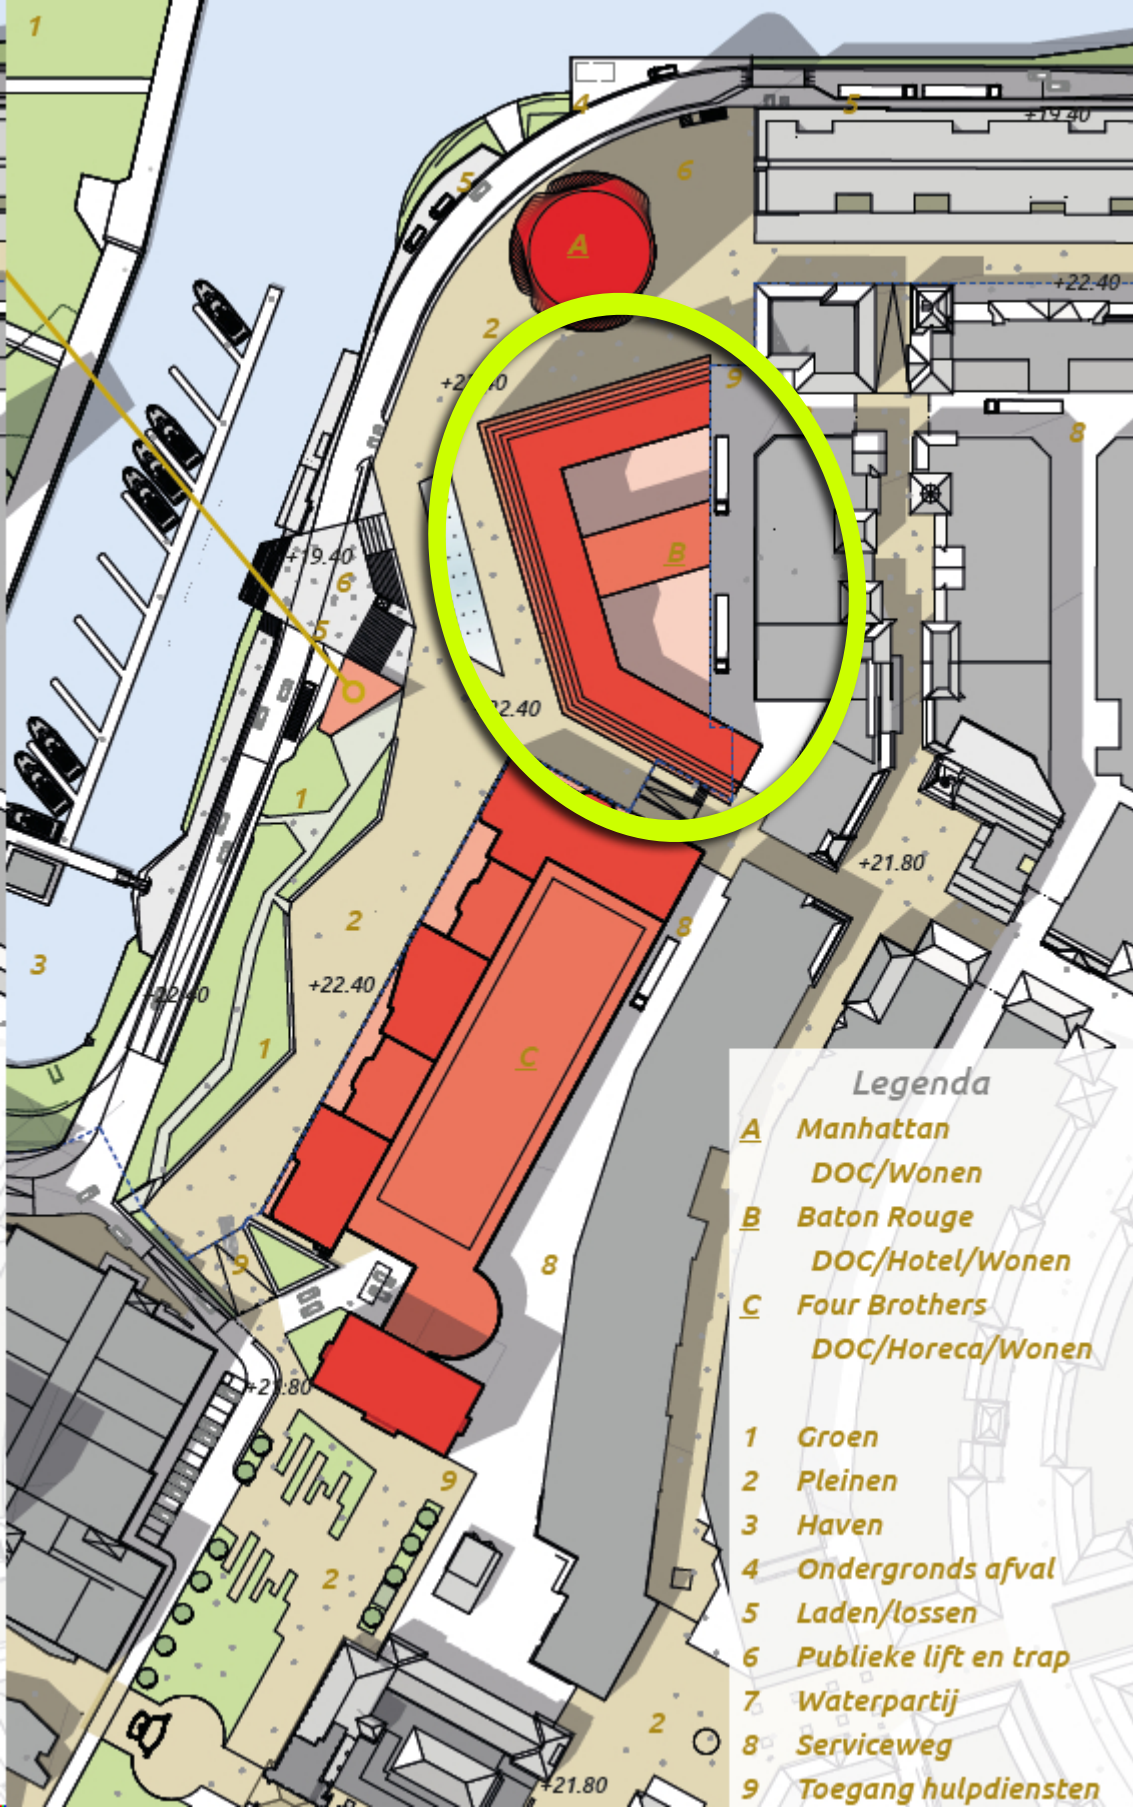 1
4
5
+19.40
6
5
A
+22.40
2
9
8
B
+19.40
6
5
1
+21.80
2
8
3
+22.40
+22.40
1
C
8
9
+21.80
9
2
2
+21.80
Legenda
A Manhattan
DOC/Wonen
B Baton Rouge
DOC/Hotel/Wonen
C Four Brothers
DOC/Horeca/Wonen
1 Groen
2 Pleinen
3 Haven
4 Ondergronds afval
5 Laden/lossen
6 Publieke lift en trap
7 Waterpartij
8 Serviceweg
9 Toegang hulpdiensten